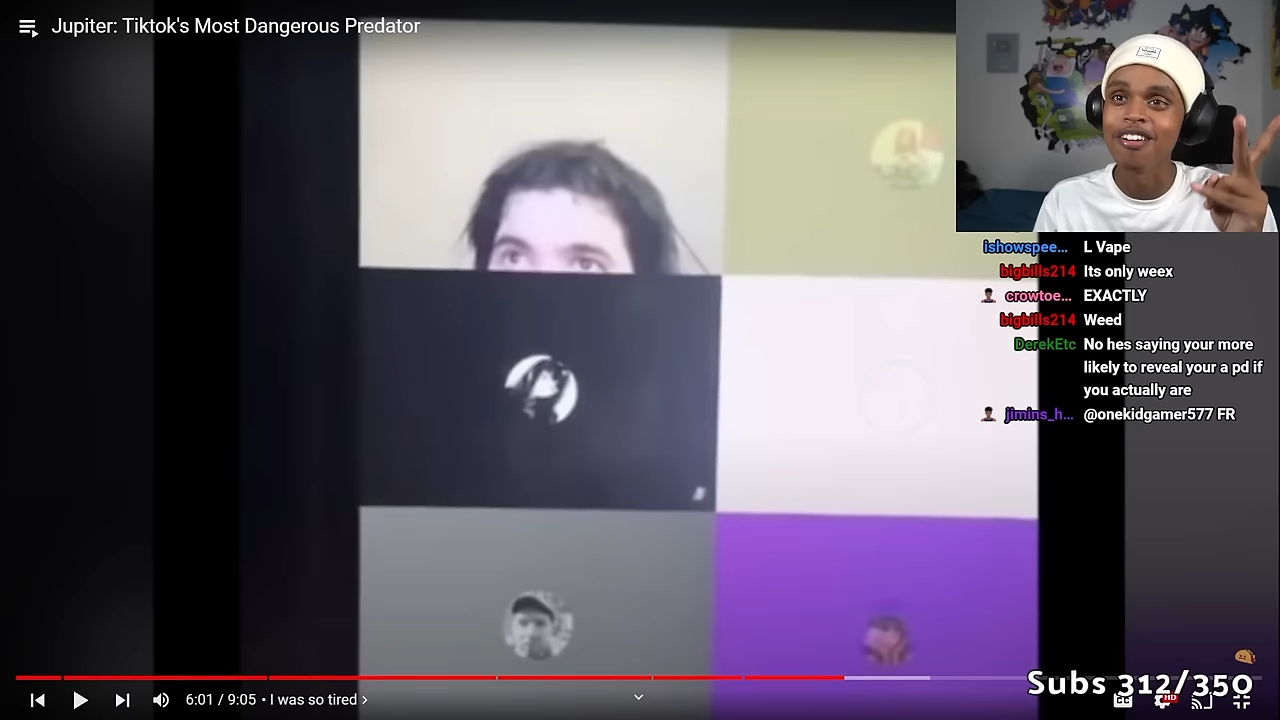 Jupiter: Tiktok's Most Dangerous Predator
ishowspee... L Vape
bigbills214 Its only weex
crowtoe... EXACTLY
bigbills214 Weed
DerekEtc No hes saying your more
likely to reveal your a pd if
you actually are
jimins_h... @onekidgamer577 FR
Subs 312/350
6:01 / 9:05 • I was so tired ›
CC HD